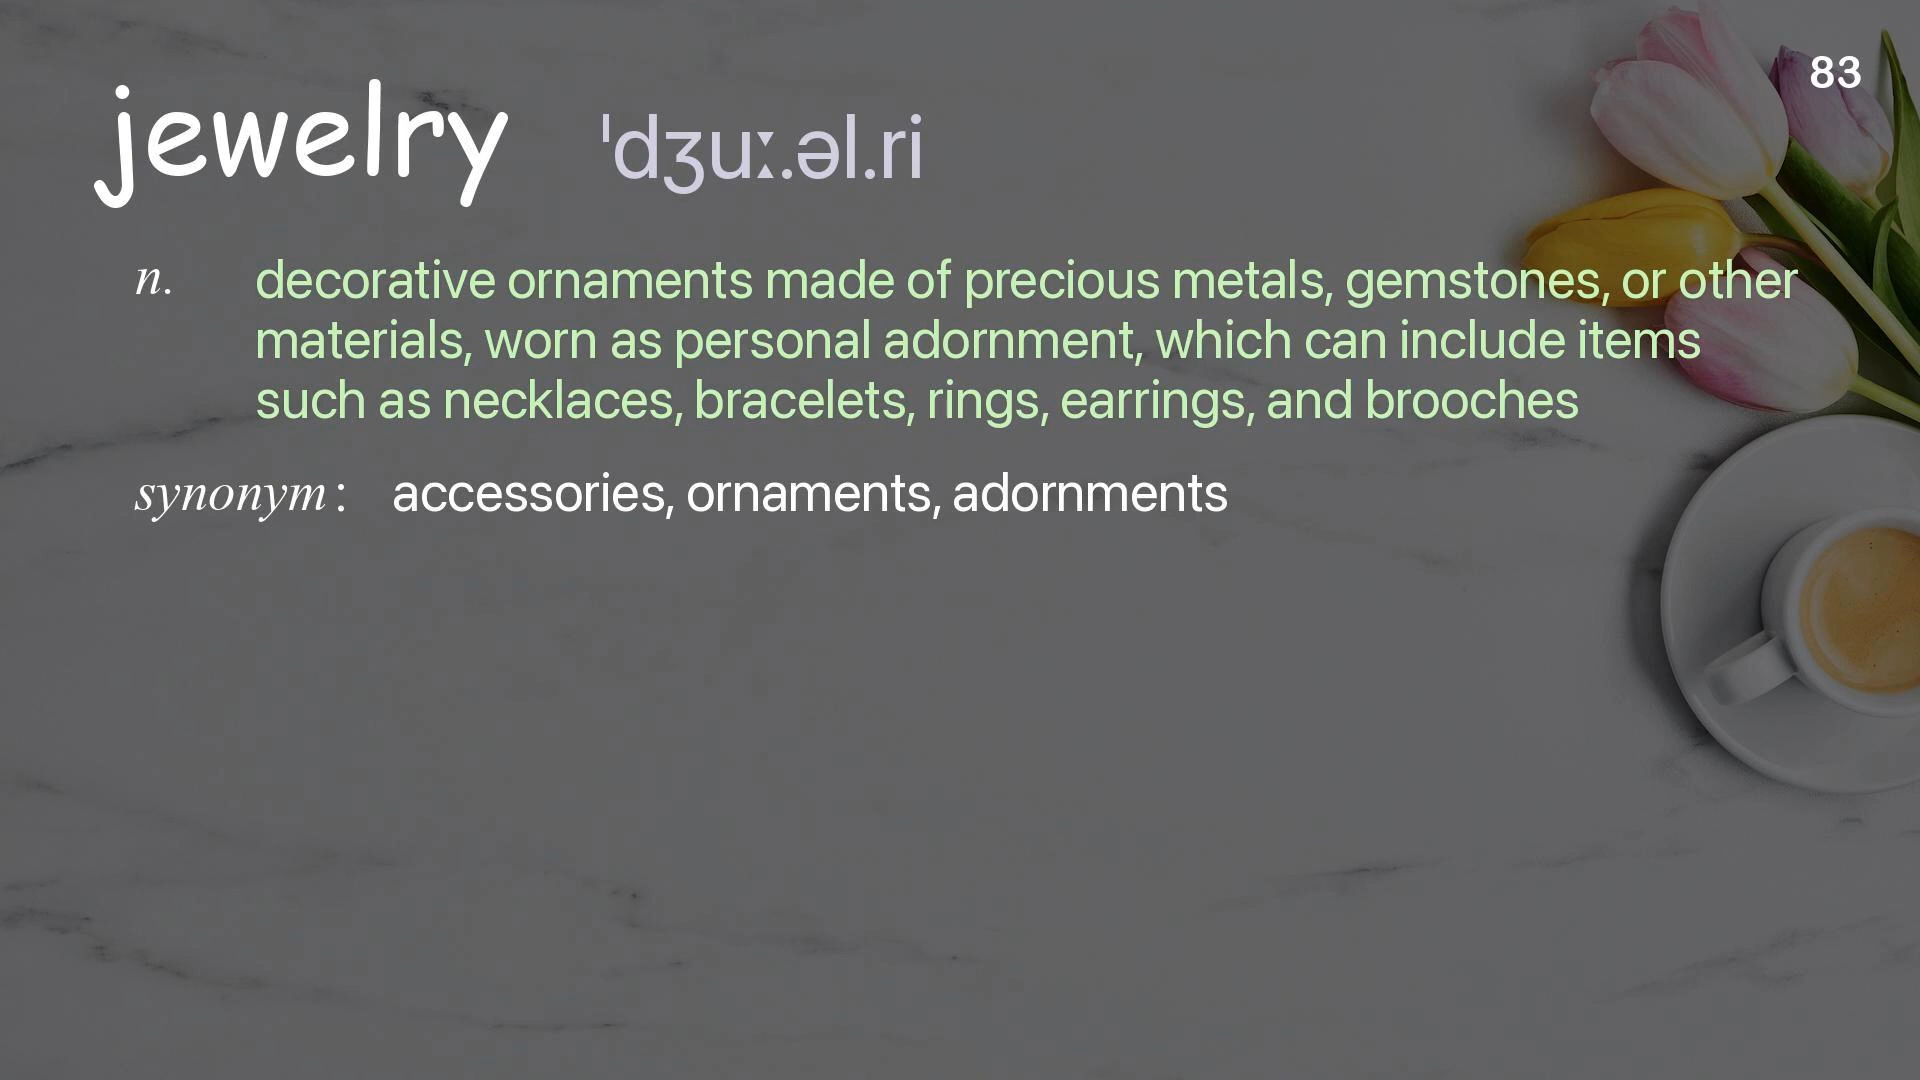 83
jewelry ˈdʒuː.əl.ri
n. decorative ornaments made of precious metals, gemstones, or other
materials, worn as personal adornment, which can include items
such as necklaces, bracelets, rings, earrings, and brooches
synonym : accessories, ornaments, adornments